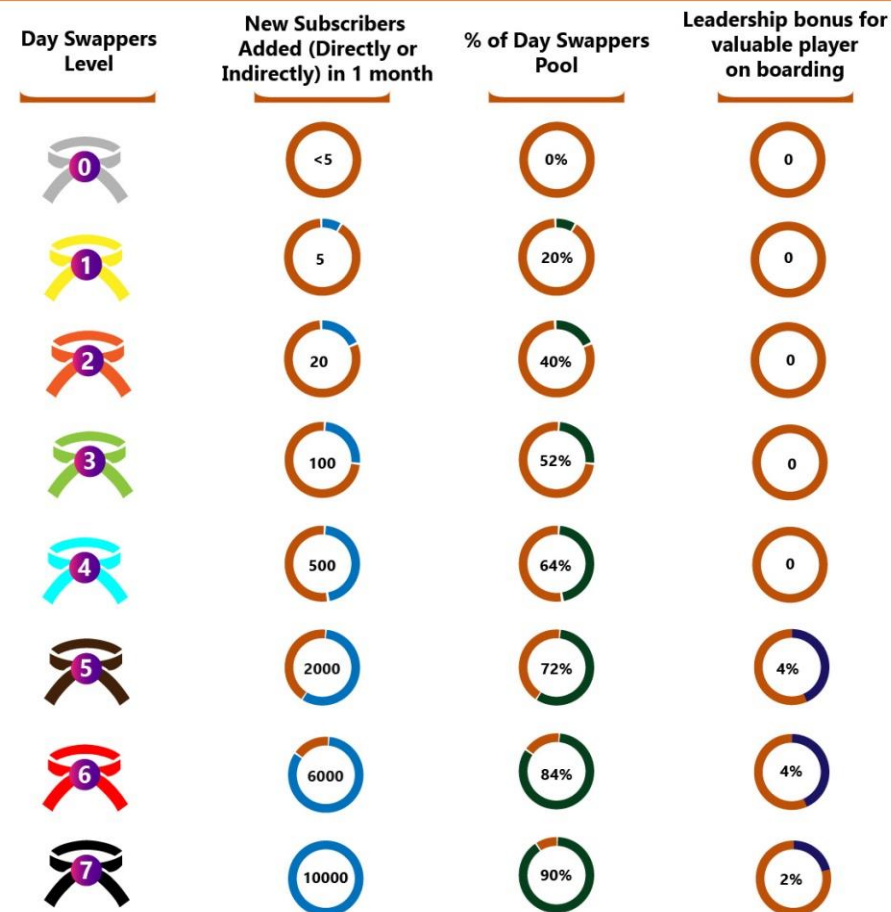 Day Swappers
Level
New Subscribers
Added (Directly or
Indirectly) in 1 month
% of Day Swappers
Pool
Leadership bonus for
valuable player
on boarding
0 <5 0% 0
1 5 20% 0
2 20 40% 0
3 100 52% 0
4 500 64% 0
5 2000 72% 4%
6 6000 84% 4%
7 10000 90% 2%